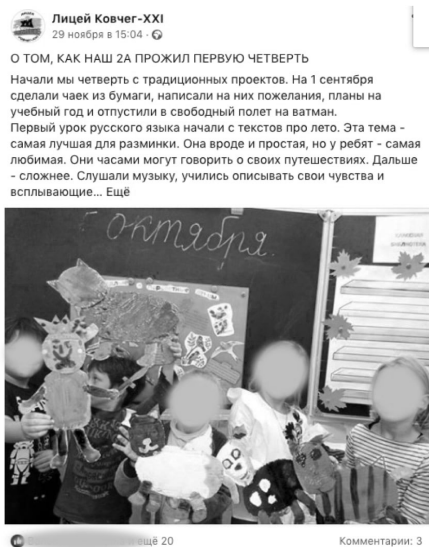 Лицей Ковчег-XXI
29 ноября в 15:04 ·
О ТОМ, КАК НАШ 2А ПРОЖИЛ ПЕРВУЮ ЧЕТВЕРТЬ
Начали мы четверть с традиционных проектов. На 1 сентября
сделали чаек из бумаги, написали на них пожелания, планы на
учебный год и отпустили в свободный полет на ватман.
Первый урок русского языка начали с текстов про лето. Эта тема -
самая лучшая для разминки. Она вроде и простая, но у ребят - самая
любимая. Они часами могут говорить о своих путешествиях. Дальше
- сложнее. Слушали музыку, учились описывать свои чувства и
всплывающие... Ещё
октября.
ещё 20
Комментарии: 3